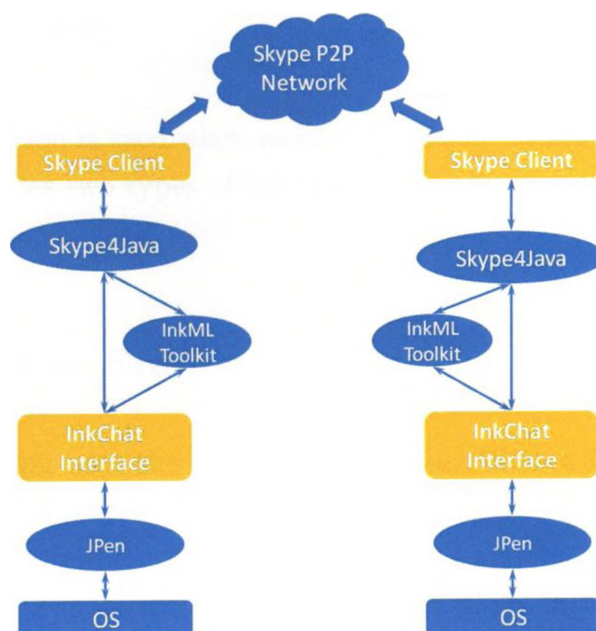 Skype P2P
Network
Skype Client
Skype Client
Skype4Java
Skype4Java
InkML
Toolkit
InkML
Toolkit
InkChat
Interface
InkChat
Interface
JPen
JPen
OS
OS